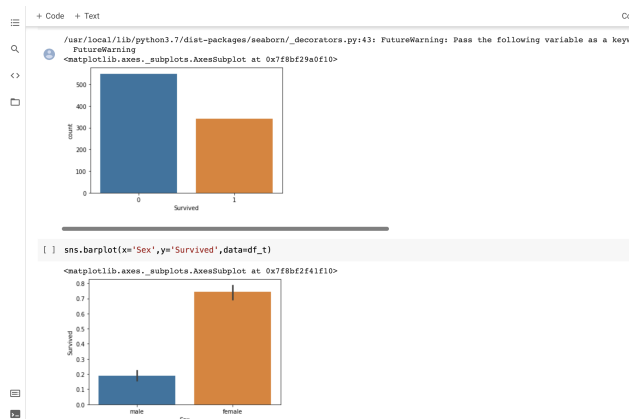 + Code + Text
Co
/usr/local/lib/python3.7/dist-packages/seaborn/_decorators.py:43: FutureWarning: Pass the following variable as a keyw
FutureWarning
<matplotlib.axes._subplots.AxesSubplot at 0x7f8bf29a0f10>
500
400
300
200
100
0
count
0 1
Survived
[ ] sns.barplot(x='Sex',y='Survived',data=df_t)
<matplotlib.axes._subplots.AxesSubplot at 0x7f8bf2f41f10>
0.8
0.7
0.6
0.5
0.4
0.3
0.2
0.1
0.0
Survived
male female